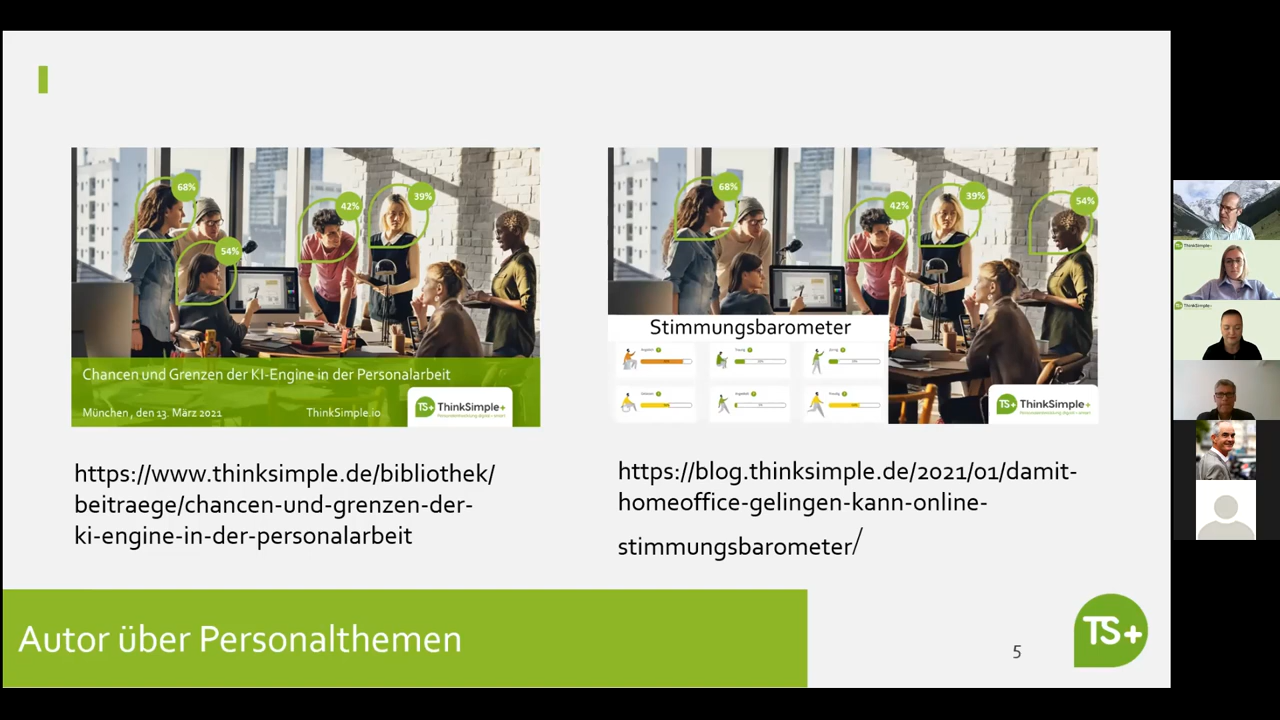 68%
54%
42%
39%
Chancen und Grenzen der KI-Engine in der Personalarbeit
München , den 13. März 2021
ThinkSimple.io
TS+ ThinkSimple+
68%
42%
39%
54%
Stimmungsbarometer
TS+ ThinkSimple+
https://www.thinksimple.de/bibliothek/
beitraege/chancen-und-grenzen-der-
ki-engine-in-der-personalarbeit
https://blog.thinksimple.de/2021/01/damit-
homeoffice-gelingen-kann-online-
stimmungsbarometer/
Autor über Personalthemen
5
TS+
ThinkSimple+
ThinkSimple+